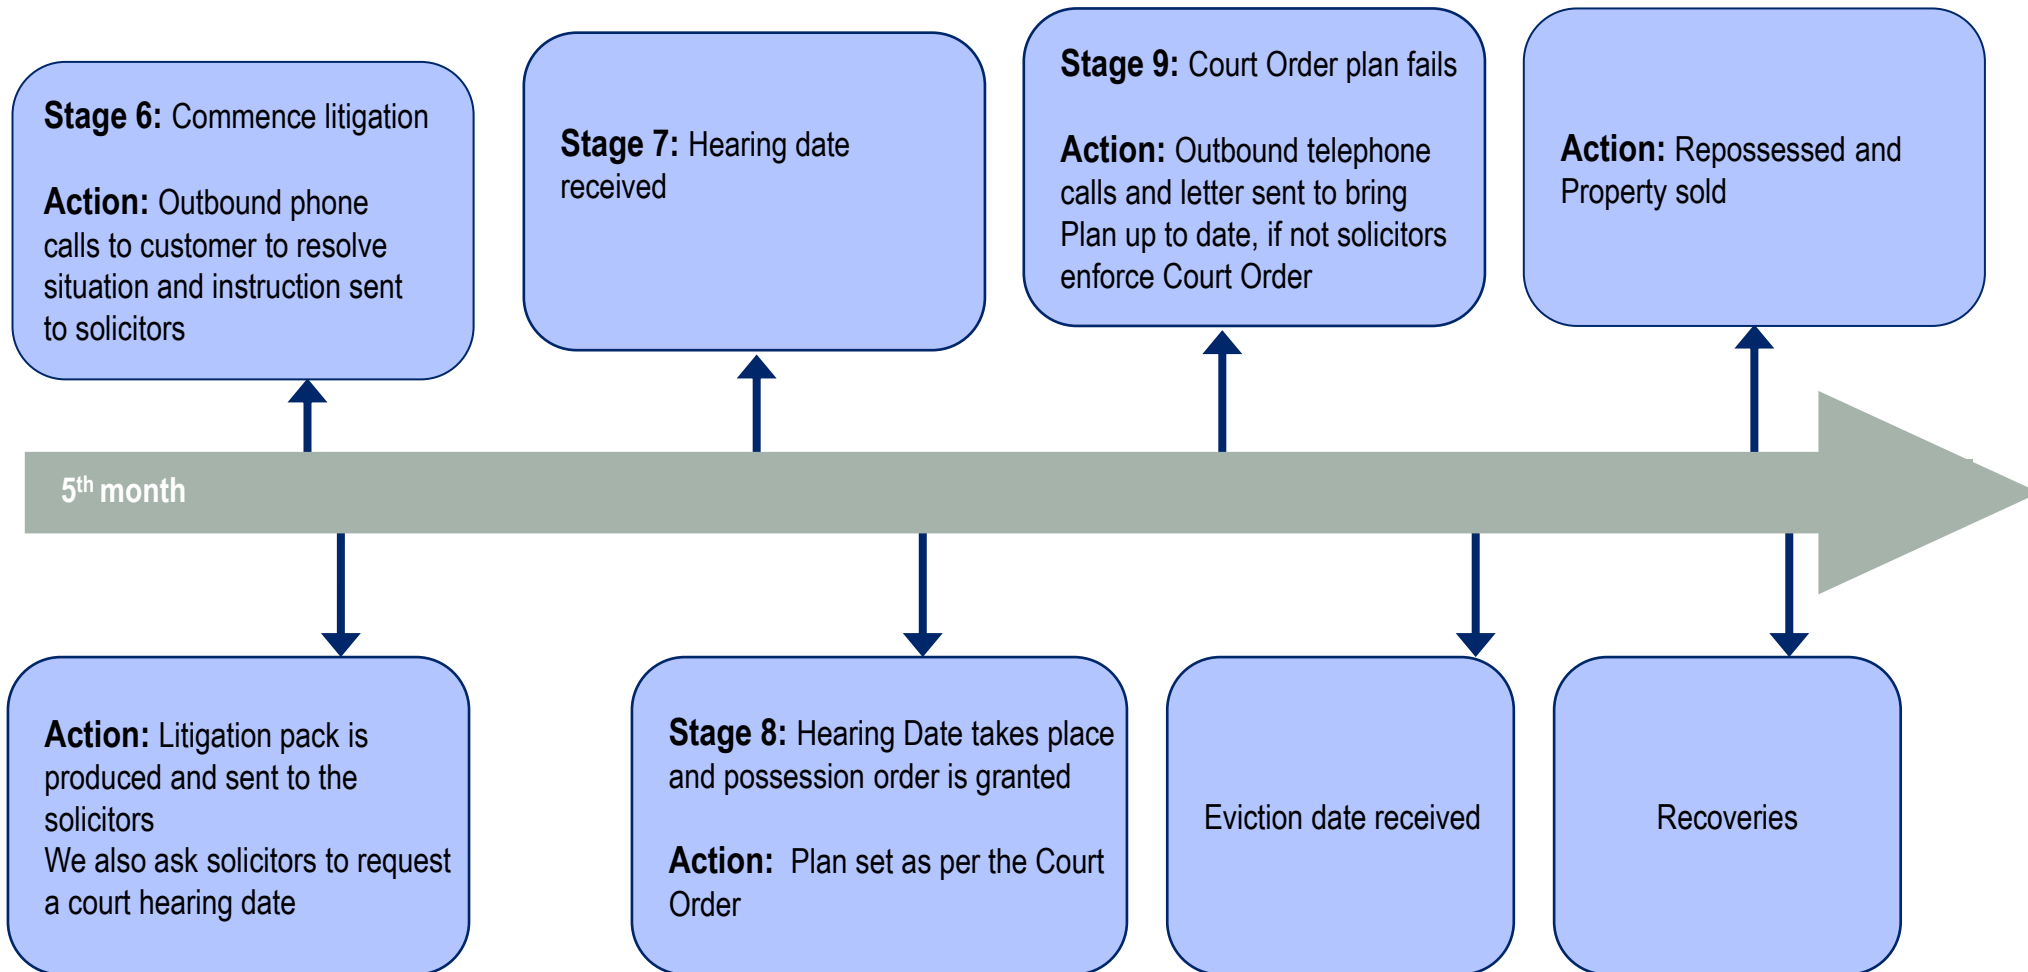 Stage 6: Commence litigation
Action: Outbound phone
calls to customer to resolve
situation and instruction sent
to solicitors
Stage 7: Hearing date
received
Stage 9: Court Order plan fails
Action: Outbound telephone
calls and letter sent to bring
Plan up to date, if not solicitors
enforce Court Order
Action: Repossessed and
Property sold
5th month
Action: Litigation pack is
produced and sent to the
solicitors
We also ask solicitors to request
a court hearing date
Stage 8: Hearing Date takes place
and possession order is granted
Action: Plan set as per the Court
Order
Eviction date received
Recoveries